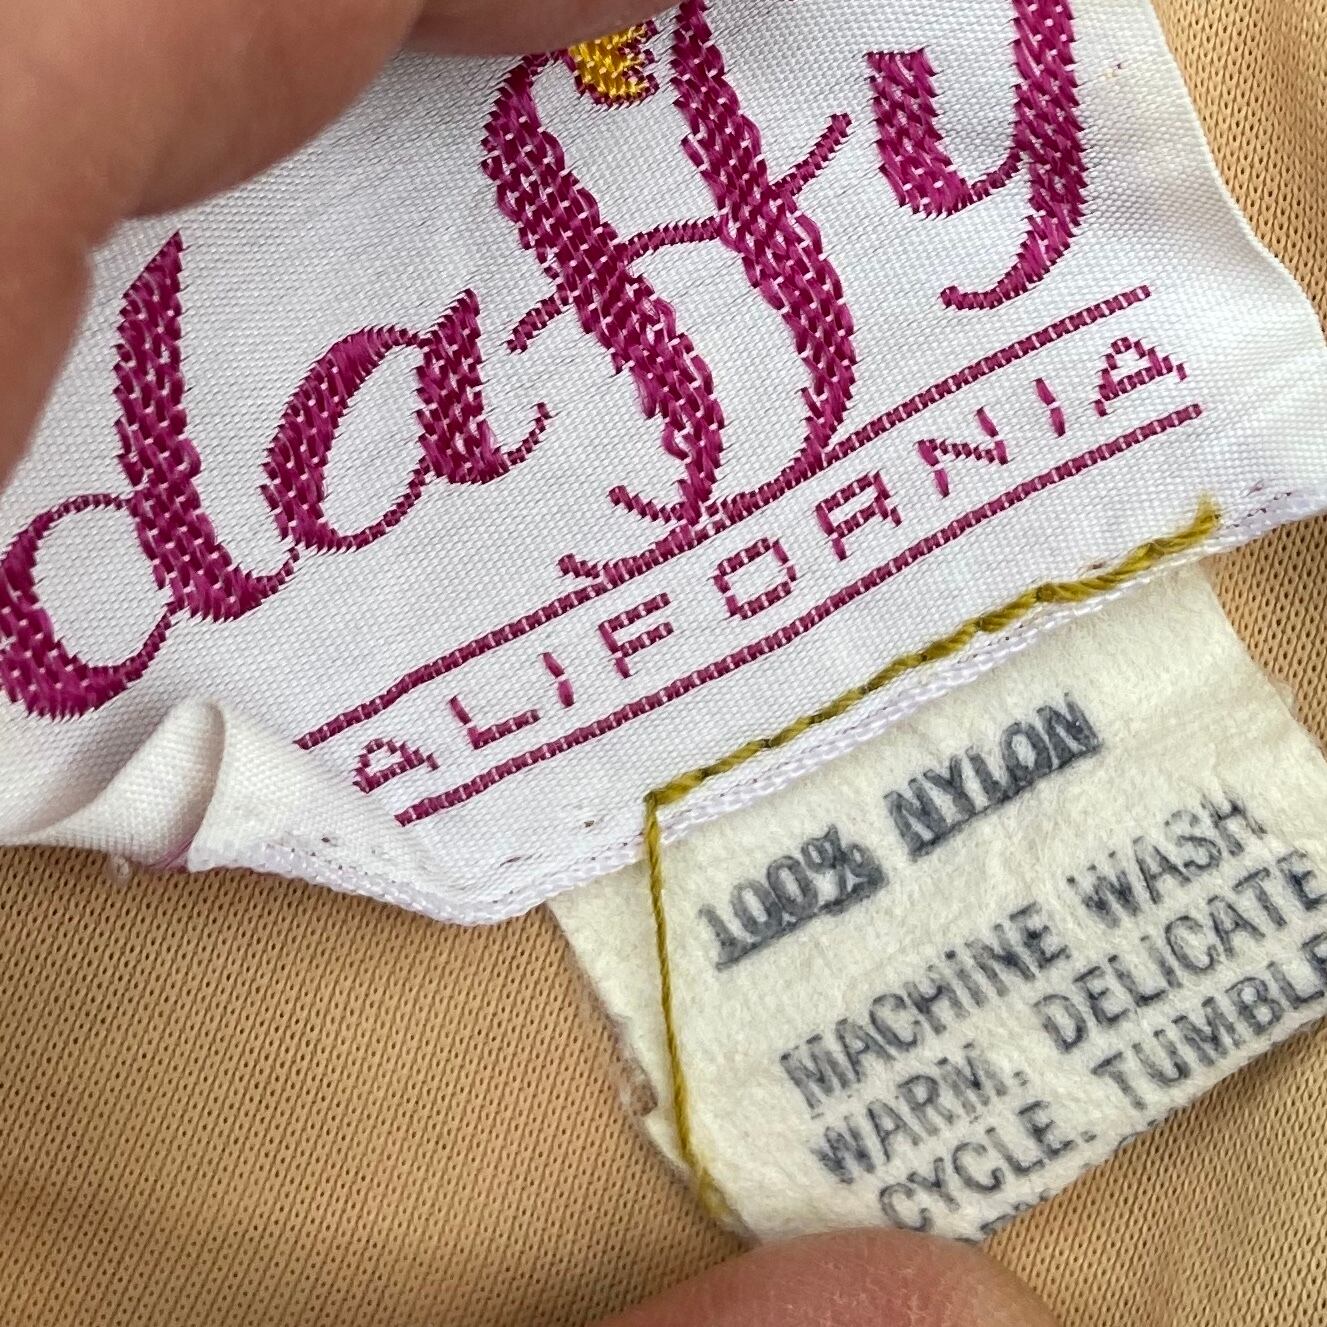 daffy
ALIFORNIA
100% NYLON
MACHINE WASH
WARM. DELICATE
CYCLE. TUMBLE